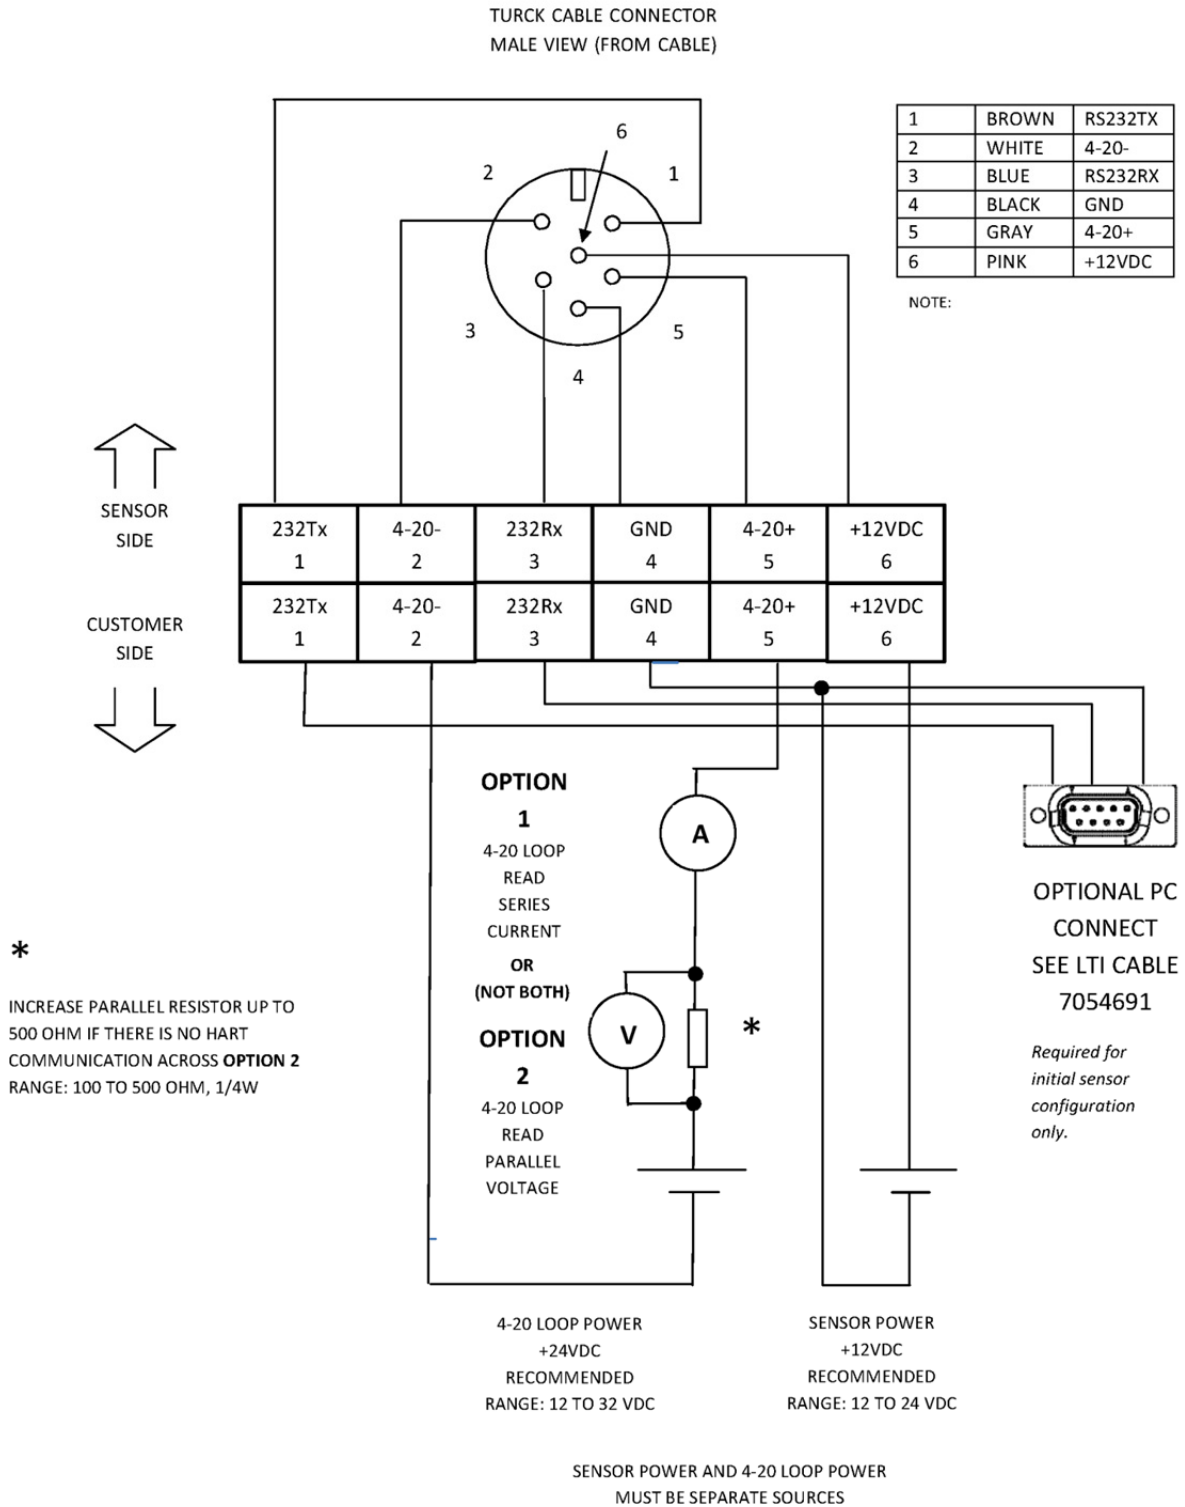 TURCK CABLE CONNECTOR
MALE VIEW (FROM CABLE)
1 BROWN RS232TX
2 WHITE 4-20-
3 BLUE RS232RX
4 BLACK GND
5 GRAY 4-20+
6 PINK +12VDC
NOTE:
6
2
1
3
5
4
SENSOR
SIDE
232Tx 4-20- 232Rx GND 4-20+ +12VDC
1 2 3 4 5 6
CUSTOMER
SIDE
232Tx 4-20- 232Rx GND 4-20+ +12VDC
1 2 3 4 5 6
OPTION
1
4-20 LOOP
READ
SERIES
CURRENT
OR
(NOT BOTH)
OPTION
2
4-20 LOOP
READ
PARALLEL
VOLTAGE
A
V
*
*
INCREASE PARALLEL RESISTOR UP TO
500 OHM IF THERE IS NO HART
COMMUNICATION ACROSS OPTION 2
RANGE: 100 TO 500 OHM, 1/4W
OPTIONAL PC
CONNECT
SEE LTI CABLE
7054691
Required for
initial sensor
configuration
only.
4-20 LOOP POWER
+24VDC
RECOMMENDED
RANGE: 12 TO 32 VDC
SENSOR POWER
+12VDC
RECOMMENDED
RANGE: 12 TO 24 VDC
SENSOR POWER AND 4-20 LOOP POWER
MUST BE SEPARATE SOURCES